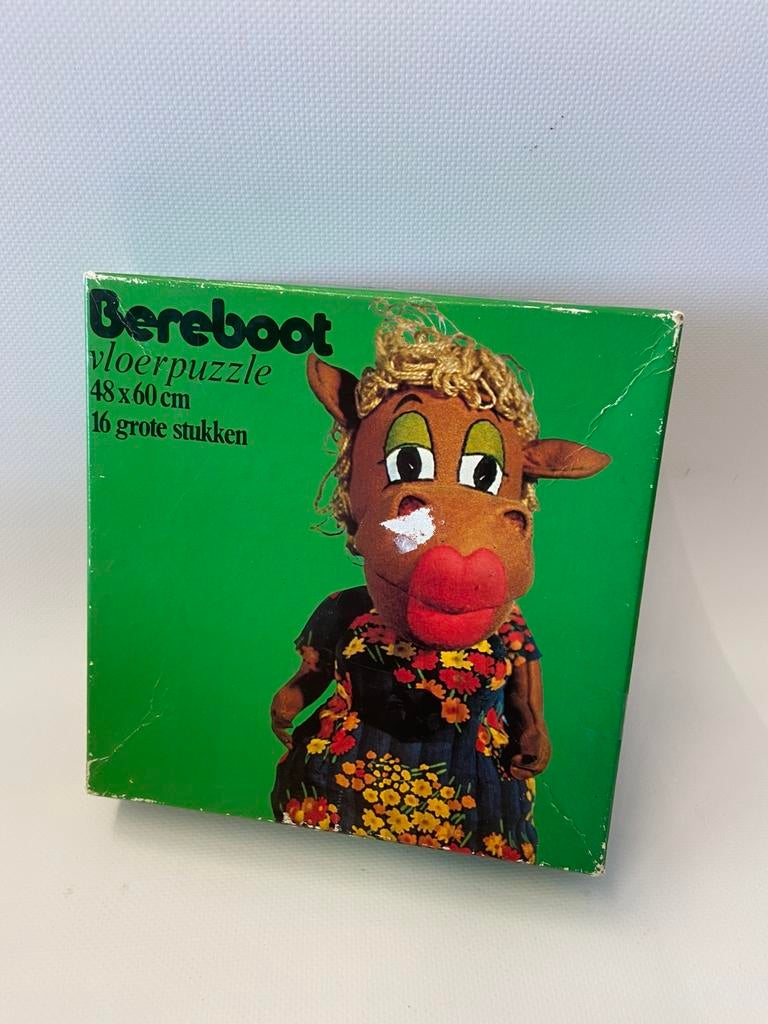 Bereboot
vloerpuzzle
48 x 60 cm
16 grote stukken